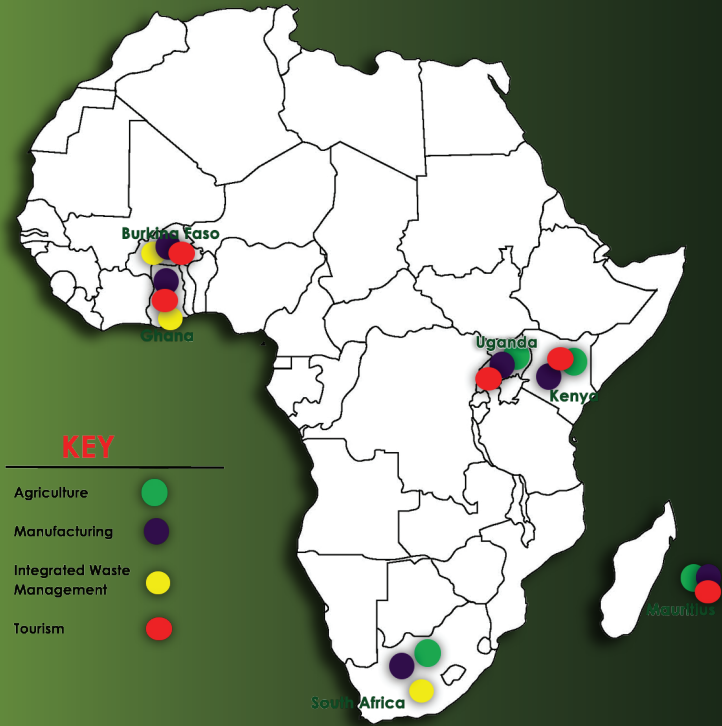 Burkina Faso
Ghana
Uganda
Kenya
KEY
Agriculture
Manufacturing
Integrated Waste
Management
Tourism
Mauritius
South Africa